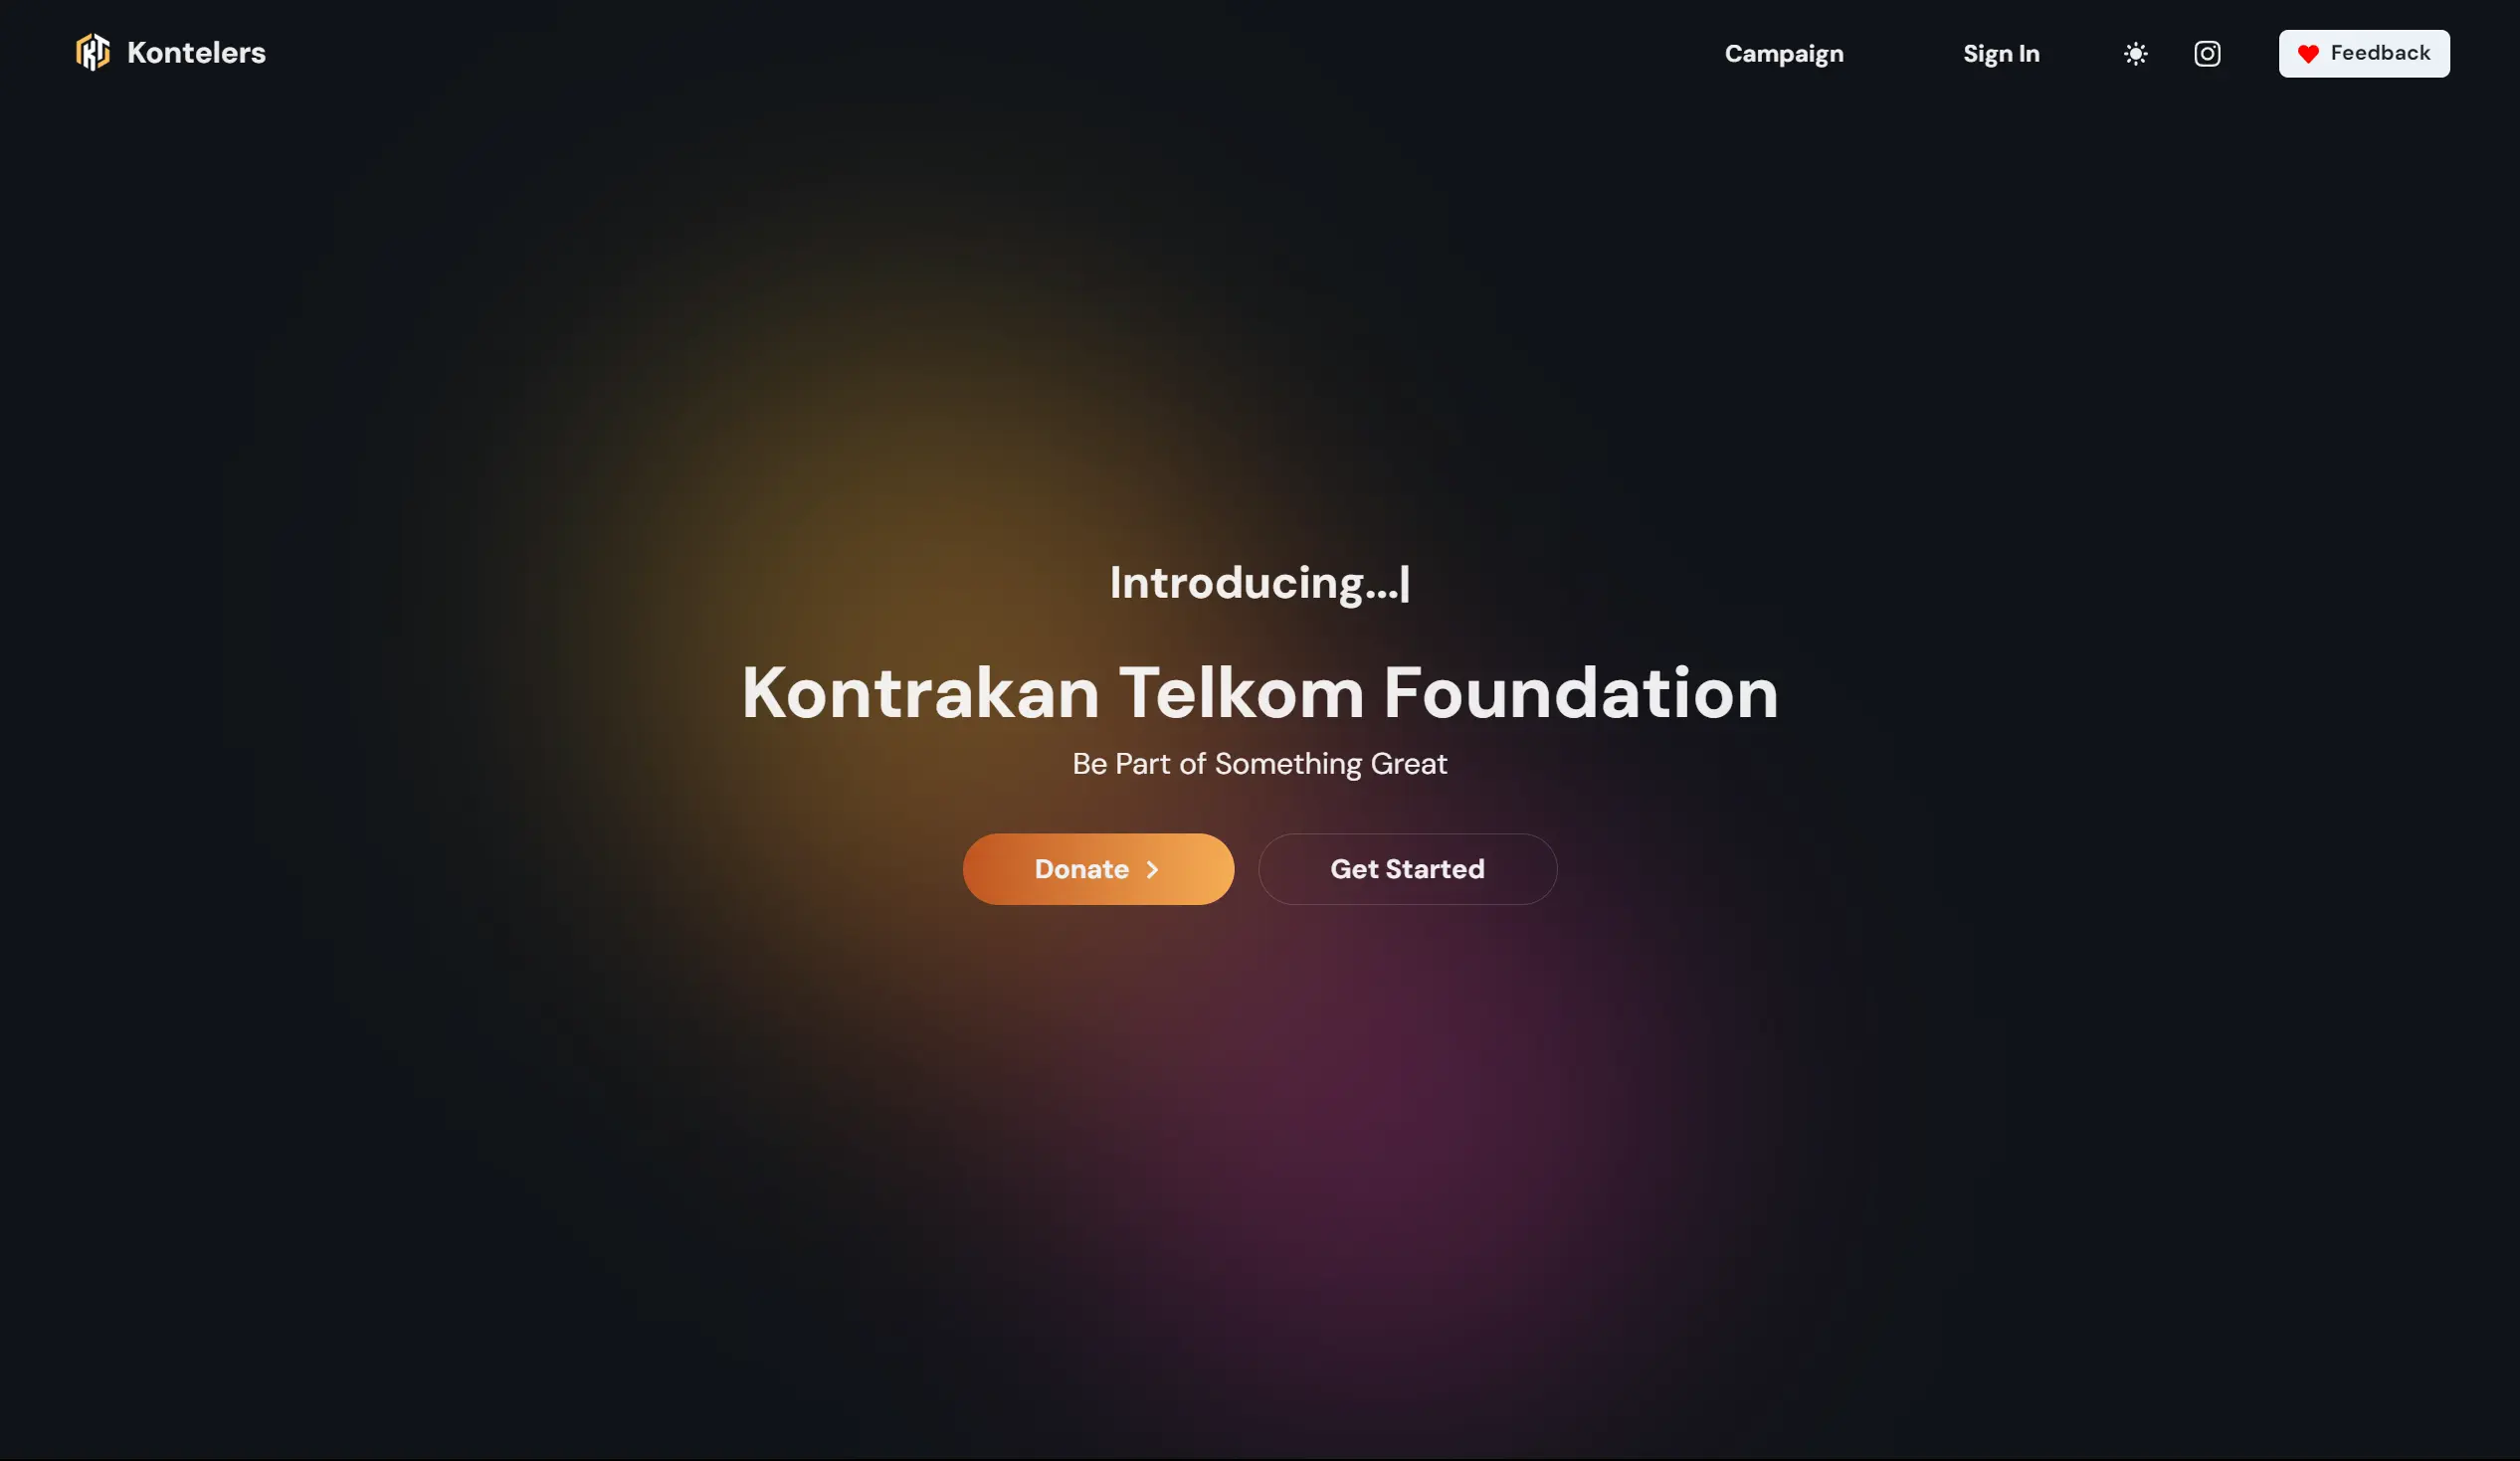 Kontelers
Campaign
Sign In
Feedback
Introducing...|
Kontrakan Telkom Foundation
Be Part of Something Great
Donate
Get Started